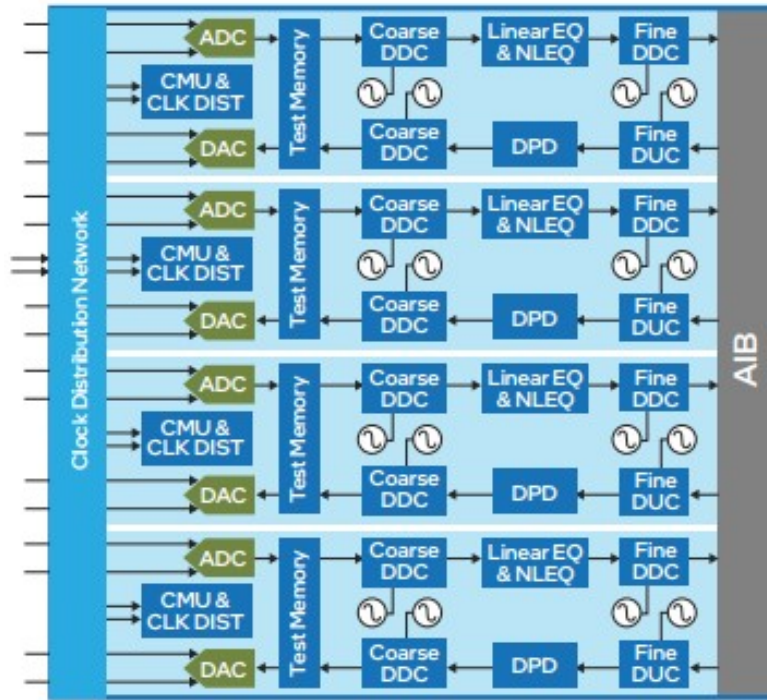 Clock Distribution Network
ADC
CMU &
CLK DIST
DAC
Test Memory
Coarse
DDC
Linear EQ
& NLEQ
Fine
DDC
Coarse
DDC
DPD
Fine
DUC
ADC
CMU &
CLK DIST
DAC
Test Memory
Coarse
DDC
Linear EQ
& NLEQ
Fine
DDC
Coarse
DDC
DPD
Fine
DUC
ADC
CMU &
CLK DIST
DAC
Test Memory
Coarse
DDC
Linear EQ
& NLEQ
Fine
DDC
Coarse
DDC
DPD
Fine
DUC
ADC
CMU &
CLK DIST
DAC
Test Memory
Coarse
DDC
Linear EQ
& NLEQ
Fine
DDC
Coarse
DDC
DPD
Fine
DUC
AIB